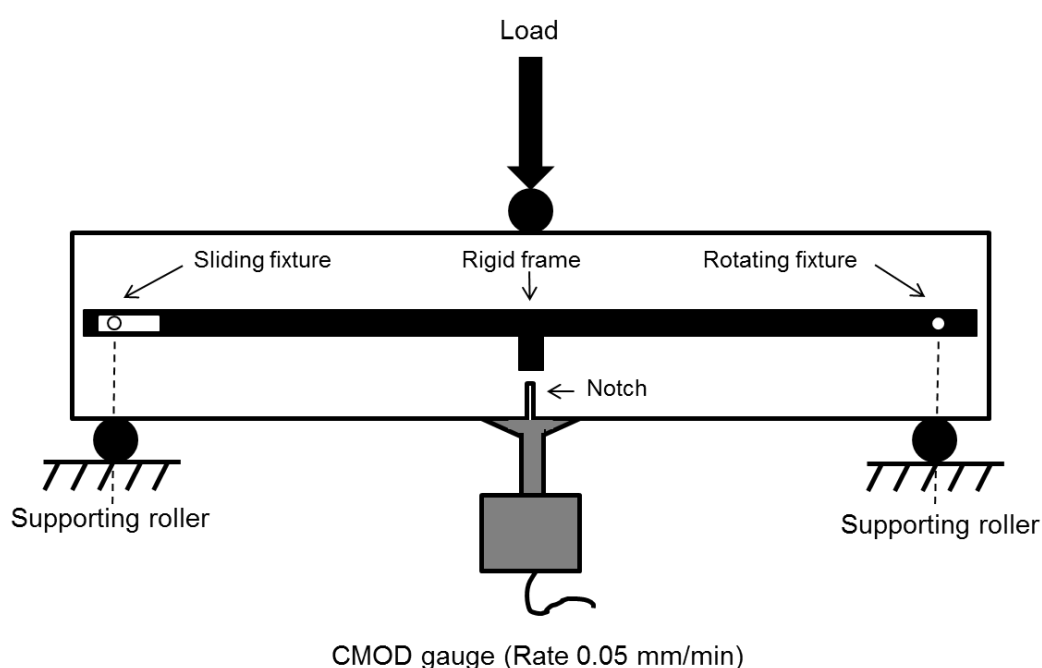 Load
Sliding fixture
Rigid frame
Rotating fixture
Notch
Supporting roller
Supporting roller
CMOD gauge (Rate 0.05 mm/min)